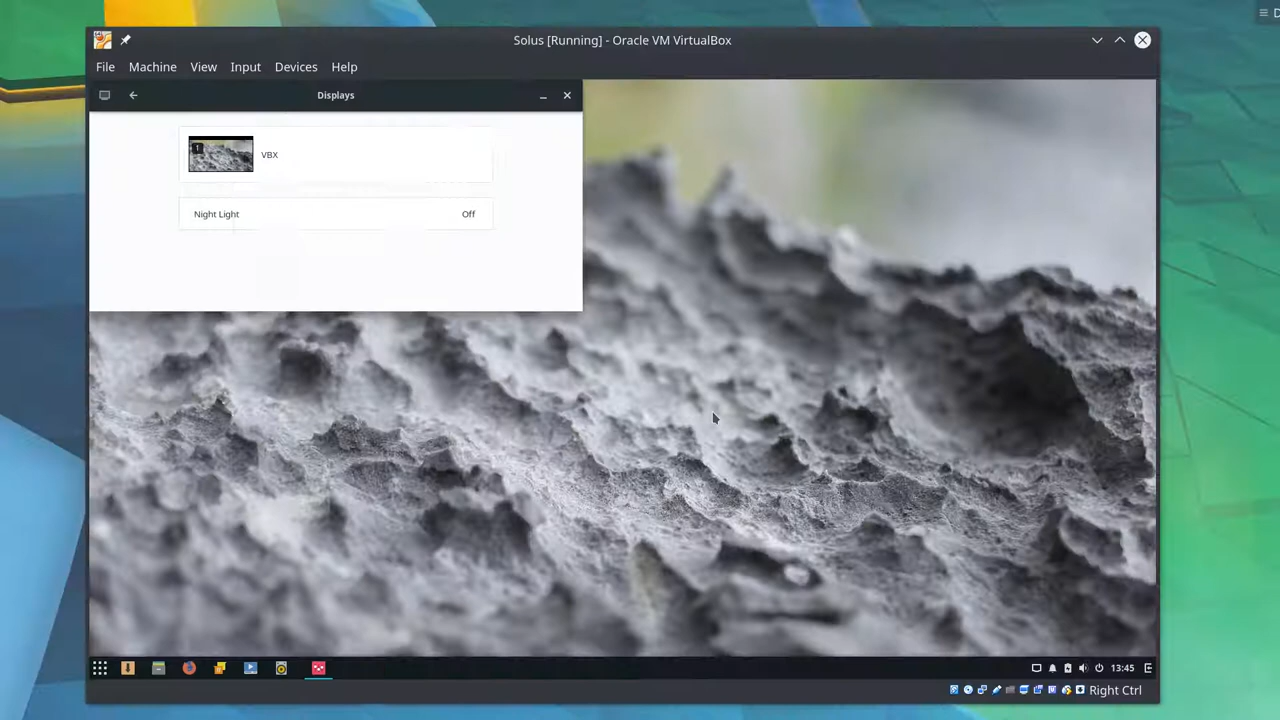 Solus [Running] - Oracle VM VirtualBox
File Machine View Input Devices Help
Displays
1
VBX
Night Light Off
13:45
Right Ctrl